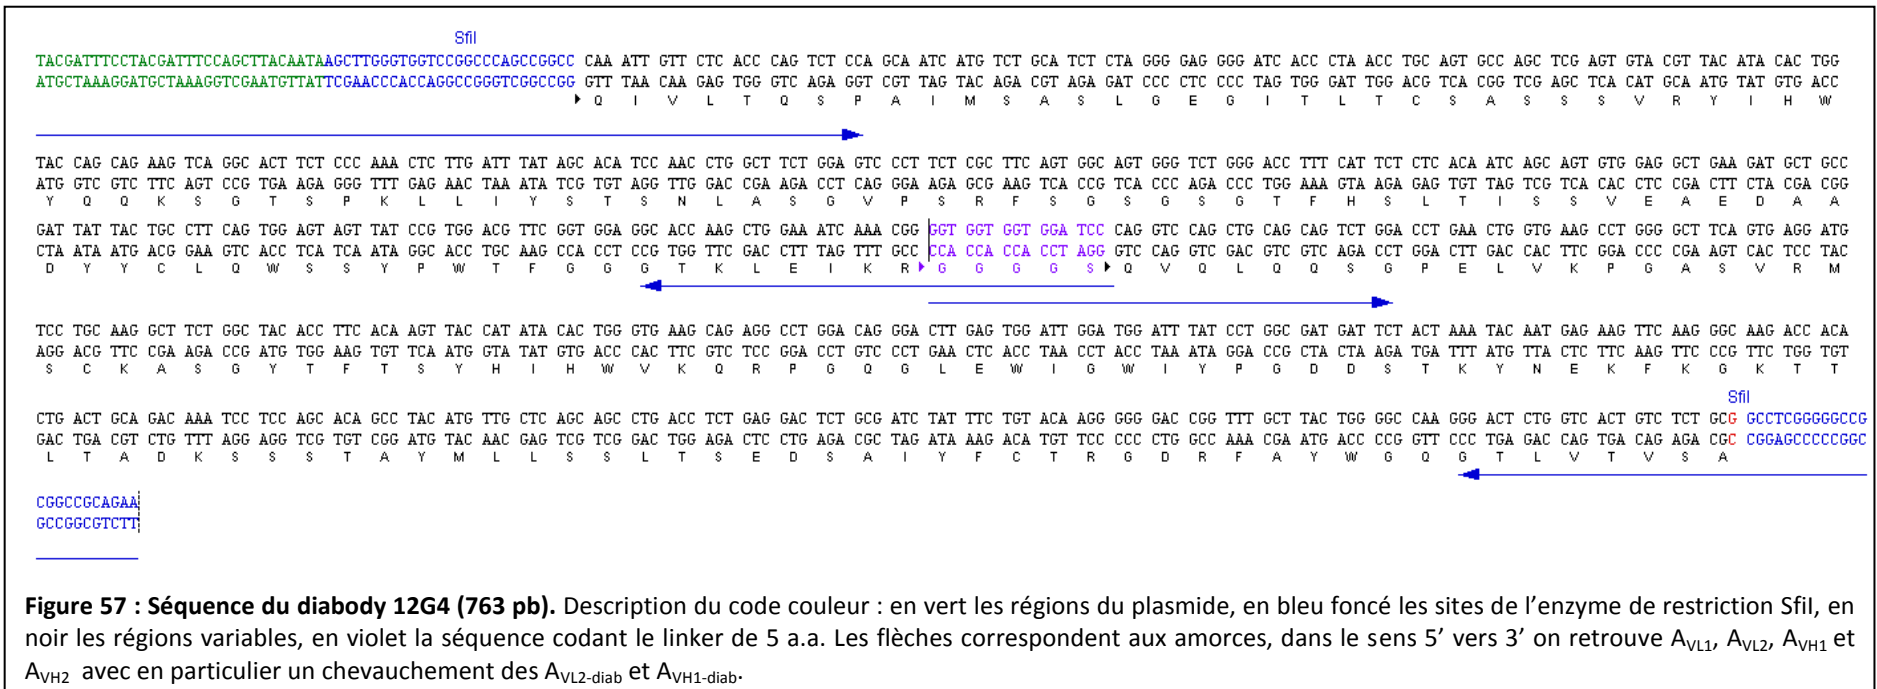 SfiI
TACGATTTCCTACGATTTCCAGCTTACAATAAGCTTGGGTGGTCCGGCCCAGCCGGCC CAA ATT GTT CTC ACC CAG TCT CCA GCA ATC ATG TCT GCA TCT CTA GGG GAG GGG ATC ACC CTA ACC TGC AGT GCC AGC TCG AGT GTA CGT TAC ATA CAC TGG
ATGCTAAAGGATGCTAAAGGTCGAATGTTATTCGAACCCACCAGGCCGGGTCGGCCGG GTT TAA CAA GAG TGG GTC AGA GGT CGT TAG TAC AGA CGT AGA GAT CCC CTC CCC TAG TGG GAT TGG ACG TCA CGG TCG AGC TCA CAT GCA ATG TAT GTG ACC
Q I V L T Q S P A I M S A S L G E G I T L T C S A S S S V R Y I H W
TAC CAG CAG AAG TCA GGC ACT TCT CCC AAA CTC TTG ATT TAT AGC ACA TCC AAC CTG GCT TCT GGA GTC CCT TCT CGC TTC AGT GGC AGT GGG TCT GGG ACC TTT CAT TCT CTC ACA ATC AGC AGT GTG GAG GCT GAA GAT GCT GCC
ATG GTC GTC TTC AGT CCG TGA AGA GGG TTT GAG AAC TAA ATA TCG TGT AGG TTG GAC CGA AGA CCT CAG GGA AGA GCG AAG TCA CCG TCA CCC AGA CCC TGG AAA GTA AGA GAG TGT TAG TCG TCA CAC CTC CGA CTT CTA CGA CGG
Y Q Q K S G T S P K L L I Y S T S N L A S G V P S R F S G S G S G T F H S L T I S S V E A E D A A
GAT TAT TAC TGC CTT CAG TGG AGT AGT TAT CCG TGG ACG TTC GGT GGA GGC ACC AAG CTG GAA ATC AAA CGG GGT GGT GGT GGA TCC CAG GTC CAG CTG CAG CAG TCT GGA CCT GAA CTG GTG AAG CCT GGG GCT TCA GTG AGG ATG
CTA ATA ATG ACG GAA GTC ACC TCA TCA ATA GGC ACC TGC AAG CCA CCT CCG TGG TTC GAC CTT TAG TTT GCC CCA CCA CCA CCT AGG GTC CAG GTC GAC GTC GTC AGA CCT GGA CTT GAC CAC TTC GGA CCC CGA AGT CAC TCC TAC
D Y Y C L Q W S S Y P W T F G G G T K L E I K R G G G G S Q V Q L Q Q S G P E L V K P G A S V R M
TCC TGC AAG GCT TCT GGC TAC ACC TTC ACA AGT TAC CAT ATA CAC TGG GTG AAG CAG AGG CCT GGA CAG GGA CTT GAG TGG ATT GGA TGG ATT TAT CCT GGC GAT GAT TCT ACT AAA TAC AAT GAG AAG TTC AAG GGC AAG ACC ACA
AGG ACG TTC CGA AGA CCG ATG TGG AAG TGT TCA ATG GTA TAT GTG ACC CAC TTC GTC TCC GGA CCT GTC CCT GAA CTC ACC TAA CCT ACC TAA ATA GGA CCG CTA CTA AGA TGA TTT ATG TTA CTC TTC AAG TTC CCG TTC TGG TGT
S C K A S G Y T F T S Y H I H W V K Q R P G Q G L E W I G W I Y P G D D S T K Y N E K F K G K T T
SfiI
CTG ACT GCA GAC AAA TCC TCC AGC ACA GCC TAC ATG TTG CTC AGC AGC CTG ACC TCT GAG GAC TCT GCG ATC TAT TTC TGT ACA AGG GGG GAC CGG TTT GCT TAC TGG GGC CAA GGG ACT CTG GTC ACT GTC TCT GCG GCCTCGGGGGCCG
GAC TGA CGT CTG TTT AGG AGG TCG TGT CGG ATG TAC AAC GAG TCG TCG GAC TGG AGA CTC CTG AGA CGC TAG ATA AAG ACA TGT TCC CCC CTG GCC AAA CGA ATG ACC CCG GTT CCC TGA GAC CAG TGA CAG AGA CGC CGGAGCCCCCGGC
L T A D K S S S T A Y M L L S S L T S E D S A I Y F C T R G D R F A Y W G Q G T L V T V S A
CGGCCGCAGAA
GCCGGCGTCTT
Figure 57 : Séquence du diabody 12G4 (763 pb). Description du code couleur : en vert les régions du plasmide, en bleu foncé les sites de l’enzyme de restriction SfiI, en
noir les régions variables, en violet la séquence codant le linker de 5 a.a. Les flèches correspondent aux amorces, dans le sens 5’ vers 3’ on retrouve AVL1, AVL2, AVH1 et
AVH2 avec en particulier un chevauchement des AVL2-diab et AVH1-diab.